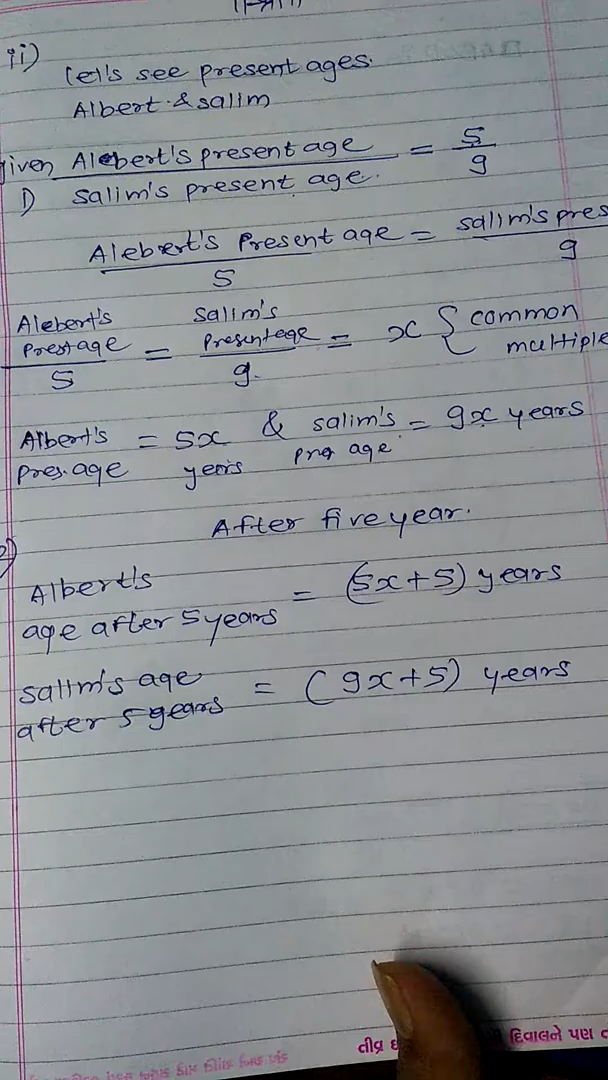 ii)
Let's see present ages.
Albert & salim
given Alebert's present age = 5
1) salim's present age. 9
Alebert's Present age = salim's pres
5 9
Alebert's salim's
Prest age = Present age = x { common
5 9. multiple
Albert's = 5x & salim's = 9x years
Pres. age years pre age
After five year.
2)
Albert's = (5x+5) years
age after 5 years
salim's age = (9x+5) years
after 5 years
તીવ્ર દિવાલને પણ